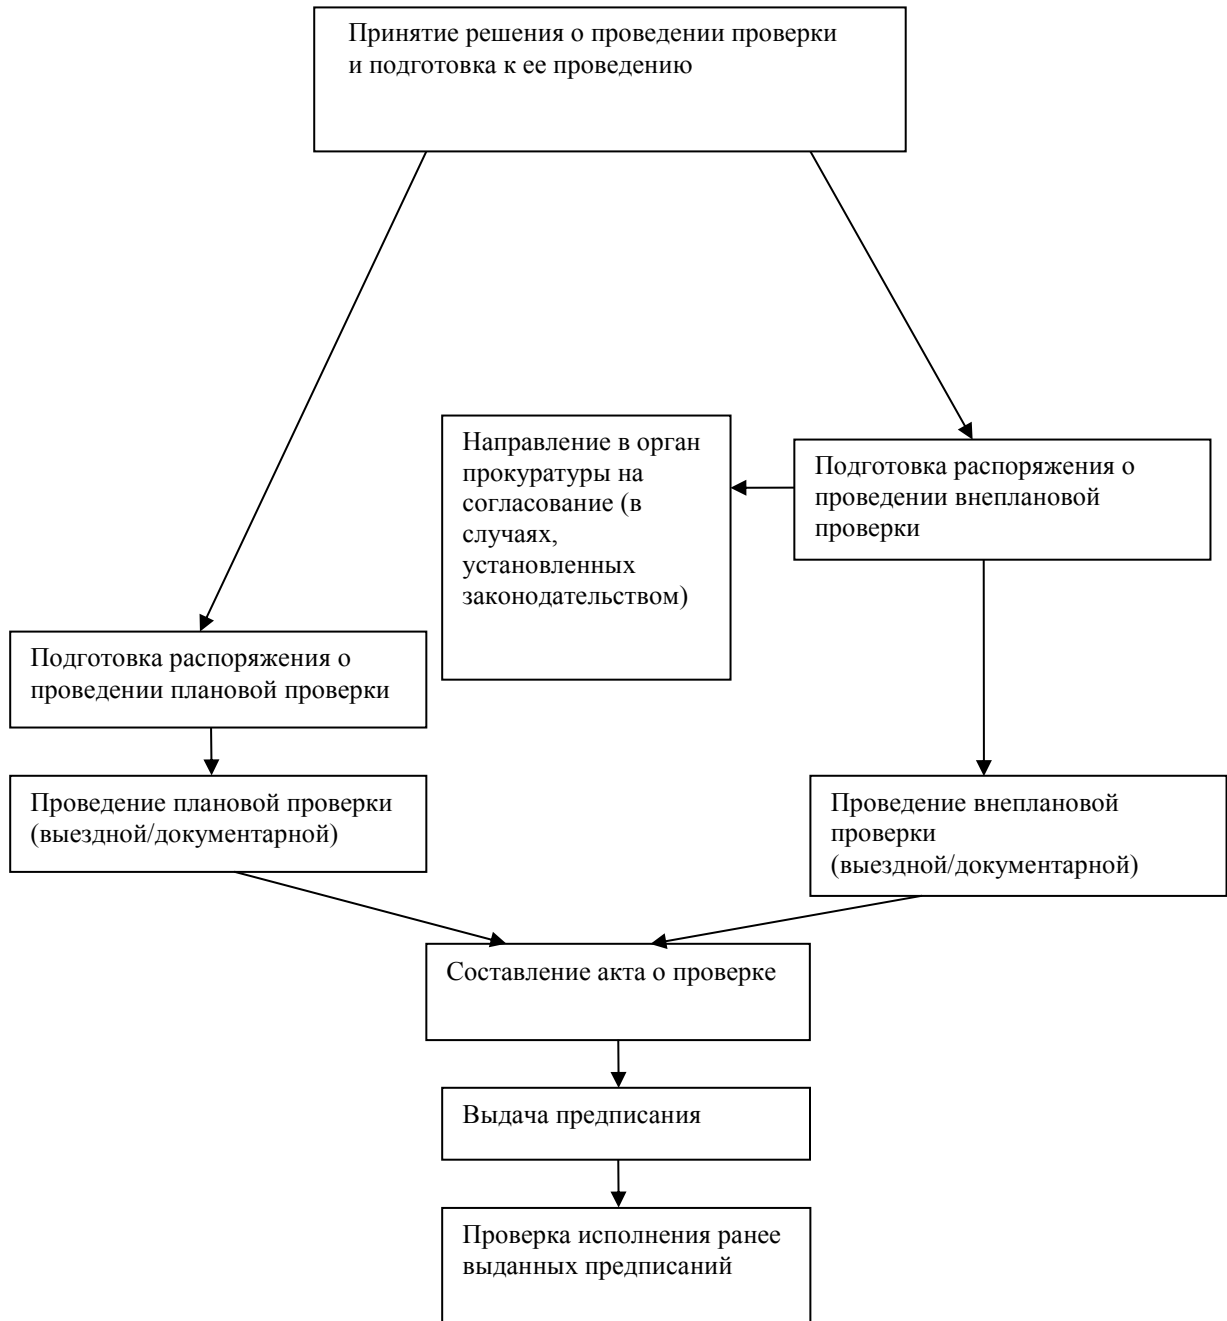 Принятие решения о проведении проверки
и подготовка к ее проведению
Направление в орган
прокуратуры на
согласование (в
случаях,
установленных
законодательством)
Подготовка распоряжения о
проведении внеплановой
проверки
Подготовка распоряжения о
проведении плановой проверки
Проведение плановой проверки
(выездной/документарной)
Проведение внеплановой
проверки
(выездной/документарной)
Составление акта о проверке
Выдача предписания
Проверка исполнения ранее
выданных предписаний